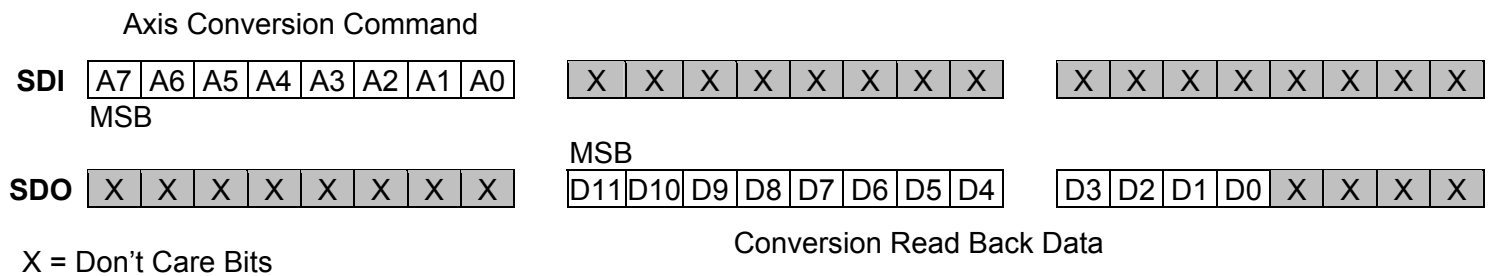 Axis Conversion Command
SDI A7 A6 A5 A4 A3 A2 A1 A0 X X X X X X X X X X X X X X X X
MSB
MSB
SDO X X X X X X X X D11 D10 D9 D8 D7 D6 D5 D4 D3 D2 D1 D0 X X X X
Conversion Read Back Data
X = Don't Care Bits